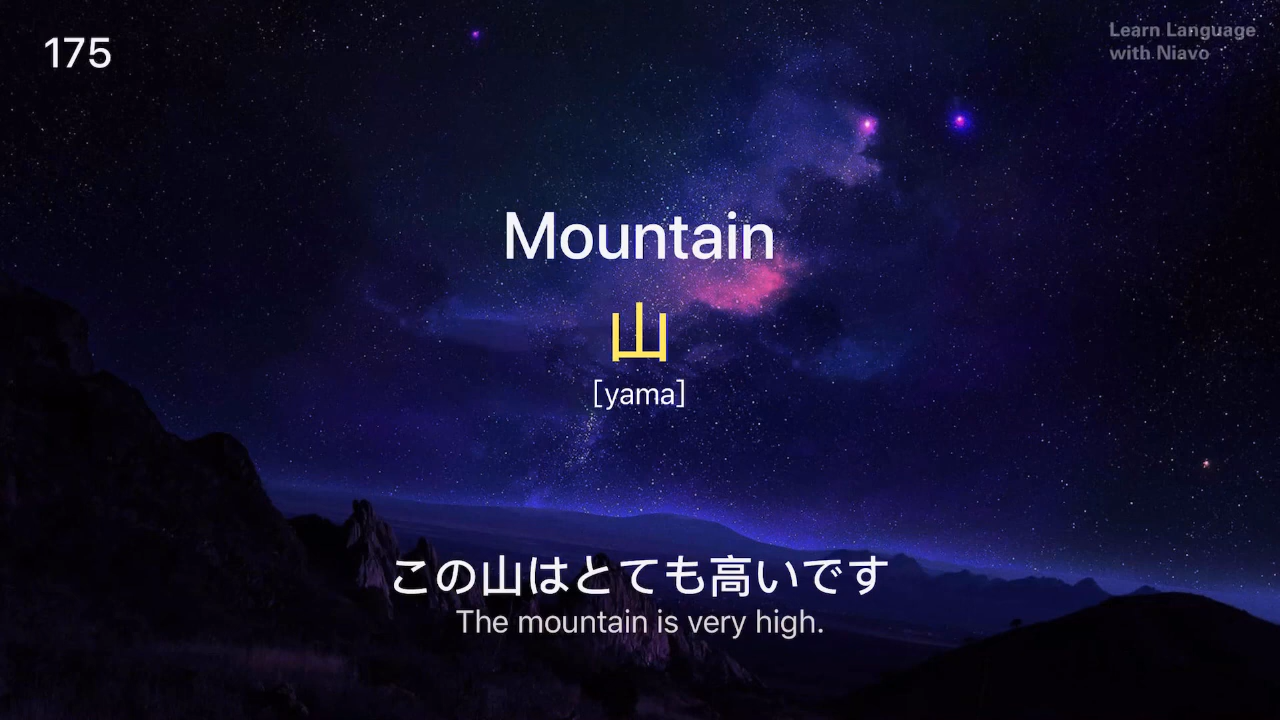 175
Learn Language
with Niavo
Mountain
山
[yama]
この山はとても高いです
The mountain is very high.